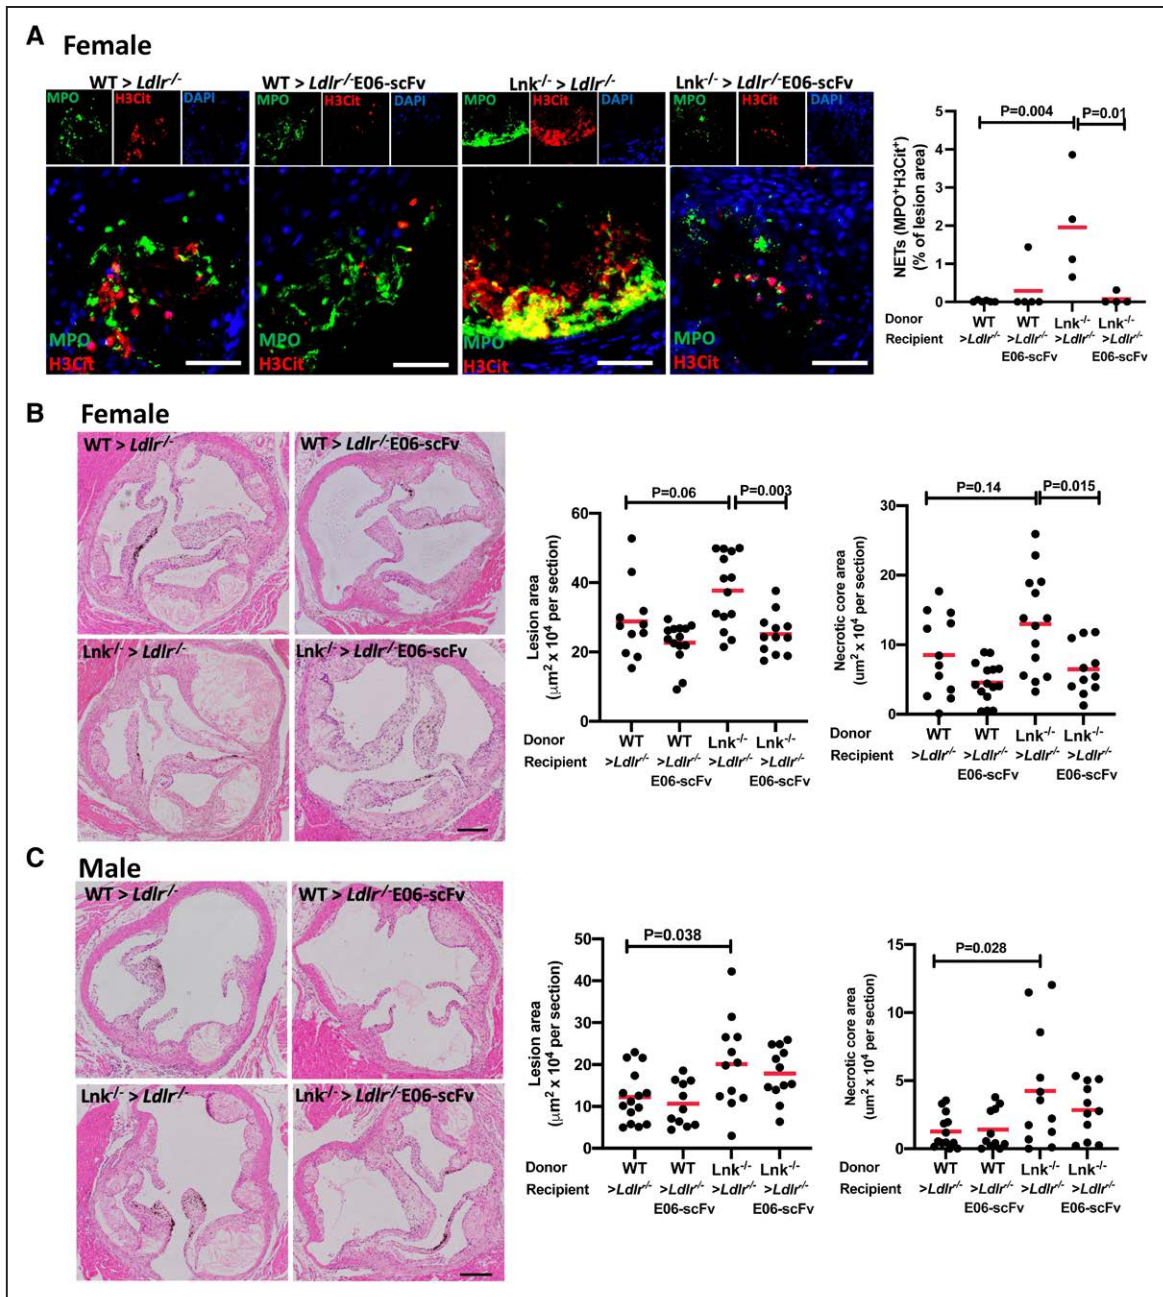 A Female
WT > Ldlr-/-
WT > Ldlr-/-E06-scFv
Lnk-/- > Ldlr-/-
Lnk-/- > Ldlr-/-E06-scFv
MPO H3Cit DAPI
MPO H3Cit DAPI
MPO H3Cit DAPI
MPO H3Cit DAPI
MPO
H3Cit
MPO
H3Cit
MPO
H3Cit
MPO
H3Cit
P=0.004
P=0.01
NETs (MPO+H3Cit+)
(% of lesion area)
5
4
3
2
1
0
Donor WT WT Lnk-/- Lnk-/-
Recipient >Ldlr-/- >Ldlr-/- >Ldlr-/- >Ldlr-/-
E06-scFv E06-scFv
B Female
WT > Ldlr-/-
WT > Ldlr-/-E06-scFv
Lnk-/- > Ldlr-/-
Lnk-/- > Ldlr-/-E06-scFv
P=0.06
P=0.003
Lesion area
(μm2 x 104 per section)
60
40
20
0
Donor WT WT Lnk-/- Lnk-/-
Recipient >Ldlr-/- >Ldlr-/- >Ldlr-/- >Ldlr-/-
E06-scFv E06-scFv
P=0.14
P=0.015
Necrotic core area
(um2 x 104 per section)
30
20
10
0
Donor WT WT Lnk-/- Lnk-/-
Recipient >Ldlr-/- >Ldlr-/- >Ldlr-/- >Ldlr-/-
E06-scFv E06-scFv
C Male
WT > Ldlr-/-
WT > Ldlr-/-E06-scFv
Lnk-/- > Ldlr-/-
Lnk-/- > Ldlr-/-E06-scFv
P=0.038
Lesion area
(μm2 x 104 per section)
50
40
30
20
10
0
Donor WT WT Lnk-/- Lnk-/-
Recipient >Ldlr-/- >Ldlr-/- >Ldlr-/- >Ldlr-/-
E06-scFv E06-scFv
P=0.028
Necrotic core area
(um2 x 104 per section)
15
10
5
0
Donor WT WT Lnk-/- Lnk-/-
Recipient >Ldlr-/- >Ldlr-/- >Ldlr-/- >Ldlr-/-
E06-scFv E06-scFv